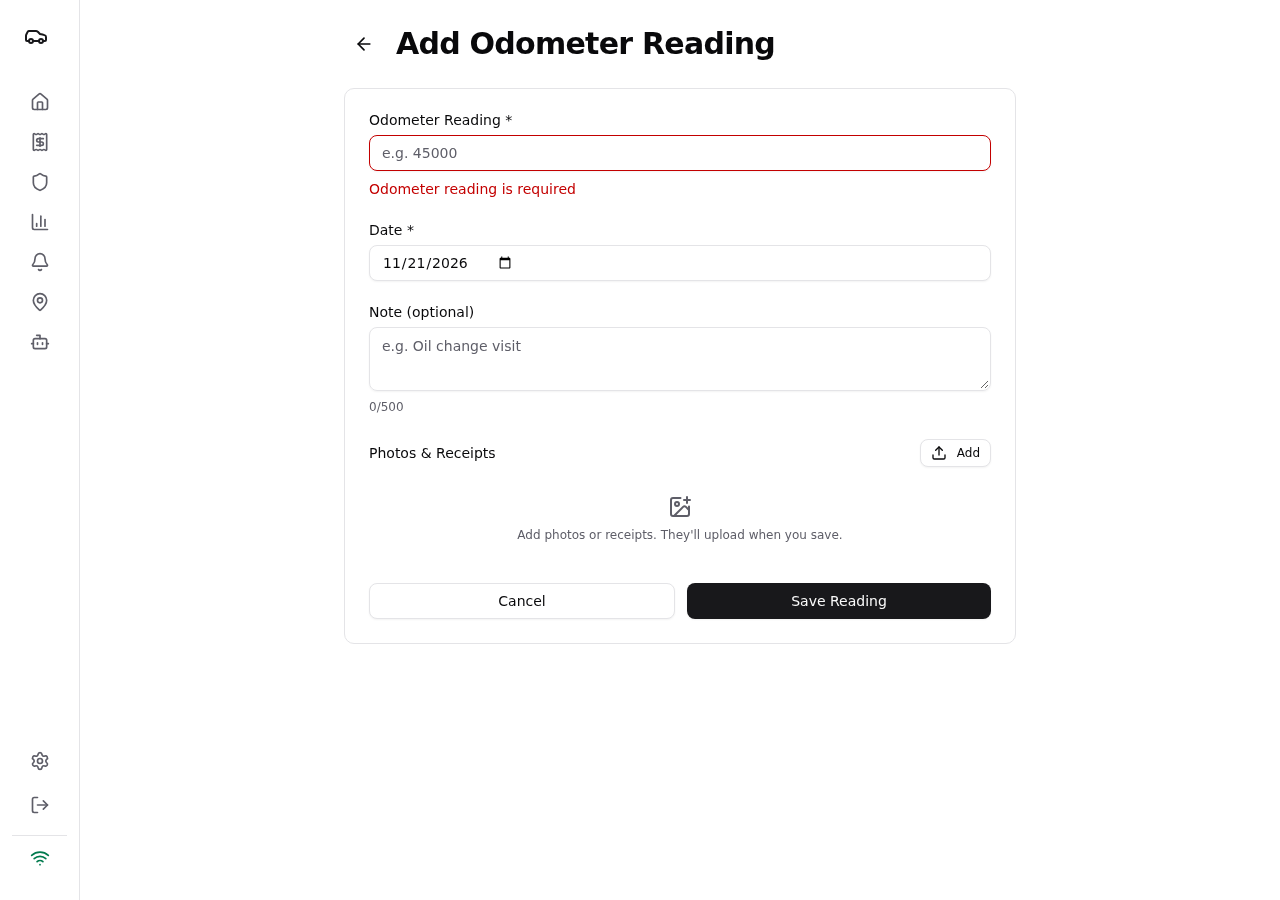 Add Odometer Reading
Odometer Reading *
e.g. 45000
Odometer reading is required
Date *
11/21/2026
Note (optional)
e.g. Oil change visit
0/500
Photos & Receipts
Add
Add photos or receipts. They'll upload when you save.
Cancel
Save Reading